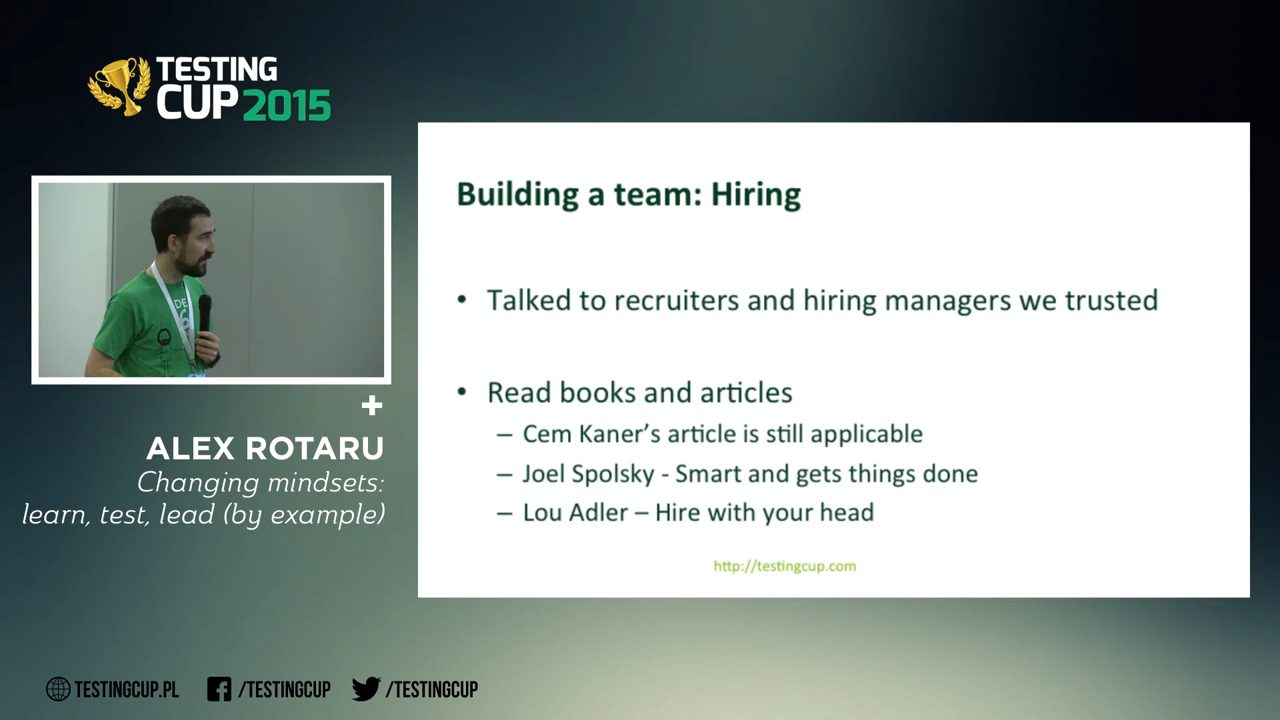 TESTING
CUP 2015
Building a team: Hiring
• Talked to recruiters and hiring managers we trusted
• Read books and articles
– Cem Kaner's article is still applicable
– Joel Spolsky - Smart and gets things done
– Lou Adler – Hire with your head
http://testingcup.com
+
ALEX ROTARU
Changing mindsets:
learn, test, lead (by example)
TESTINGCUP.PL /TESTINGCUP /TESTINGCUP